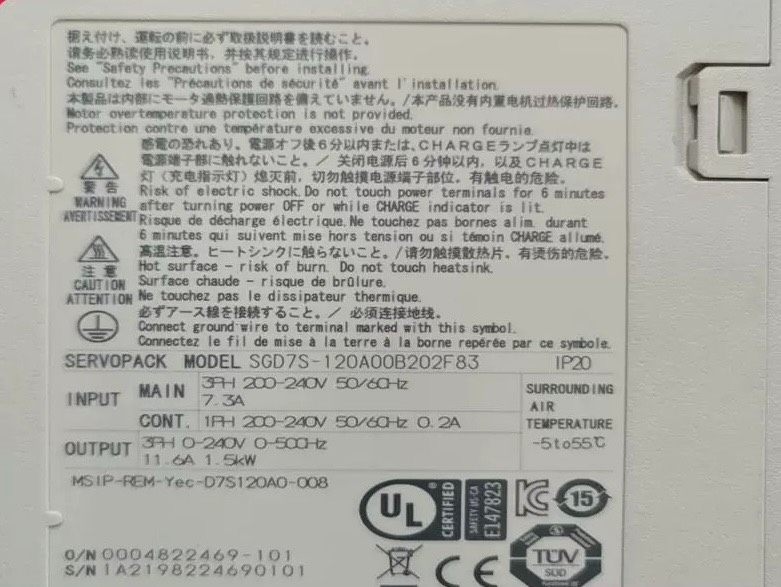 据え付け、運転の前に必ず取扱説明書を読むこと。
请务必熟读使用说明书，并按其规定进行操作。
See "Safety Precautions" before installing.
Consultez les "Précautions de sécurité" avant l'installation.
本製品は内部にモータ過熱保護回路を備えていません。/本产品没有内置电机过热保护回路。
Motor overtemperature protection is not provided.
Protection contre une température excessive du moteur non fournie.
感電の恐れあり。電源オフ後6分以内または、CHARGEランプ点灯中は
電源端子部に触れないこと。／ 关闭电源后6分钟以内，以及CHARGE
灯(充电指示灯) 熄灭前，切勿触摸电源端子部位，有触电的危险。
警告
WARNING
AVERTISSEMENT
Risk of electric shock. Do not touch power terminals for 6 minutes
after turning power OFF or while CHARGE indicator is lit.
Risque de décharge électrique. Ne touchez pas bornes alim. durant
6 minutes qui suivent mise hors tension ou si témoin CHARGE allumé.
高温注意。ヒートシンクに触らないこと。/请勿触摸散热片，有烫伤的危险。
注意
CAUTION
ATTENTION
Hot surface - risk of burn. Do not touch heatsink.
Surface chaude - risque de brûlure.
Ne touchez pas le dissipateur thermique.
必ずアース線を接続すること。／ 必须连接地线。
Connect ground wire to terminal marked with this symbol.
Connectez le fil de mise à la terre à la borne repérée par ce symbole.
SERVOPACK MODEL SGD7S-120A00B202F83 IP20
INPUT MAIN 3PH 200-240V 50/60Hz
7.3A
CONT. 1PH 200-240V 50/60Hz 0.2A
OUTPUT 3PH 0-240V 0-500Hz
11.6A 1.5kW
SURROUNDING
AIR
TEMPERATURE
-5to55℃
MSIP-REM-Yec-D7S120A0-008
UL ®
CERTIFIED
SAFETY US-CA
E147823
KC
15
O/N 0004822469-101
S/N 1A2198224690101
CE
TÜV
SÜD